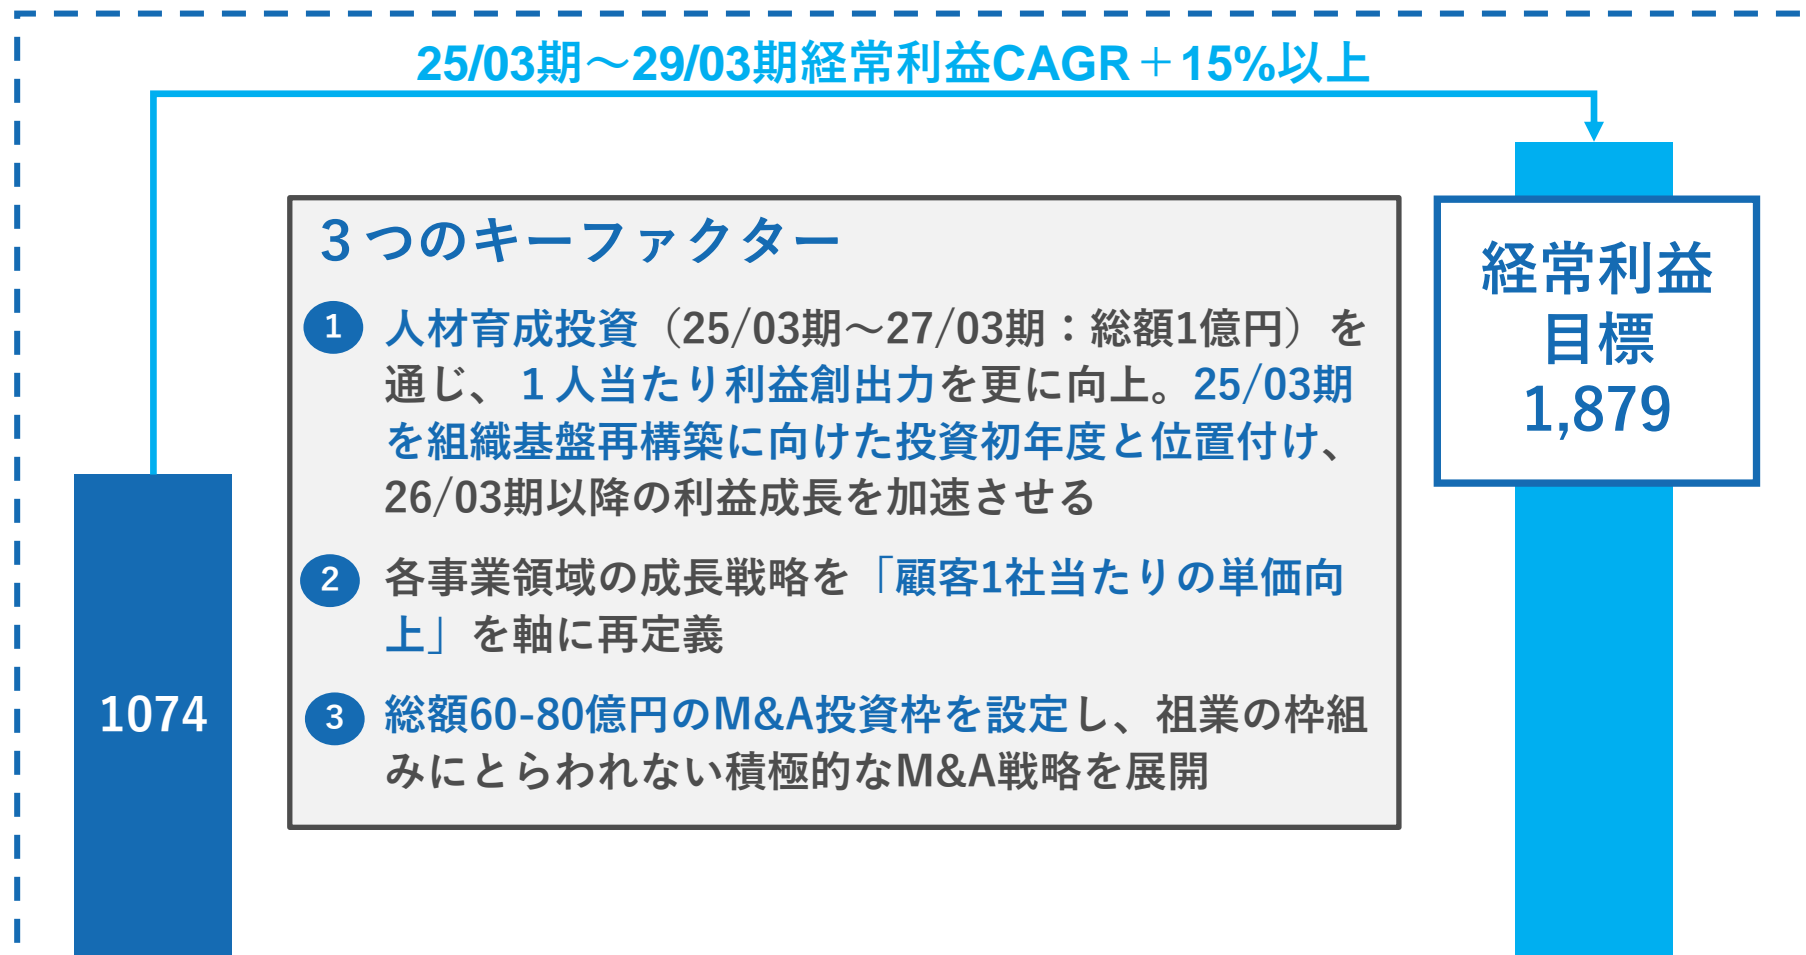 25/03期～29/03期経常利益CAGR＋15%以上
３つのキーファクター
1 人材育成投資（25/03期～27/03期：総額1億円）を
通じ、１人当たり利益創出力を更に向上。25/03期
を組織基盤再構築に向けた投資初年度と位置付け、
26/03期以降の利益成長を加速させる
2 各事業領域の成長戦略を「顧客1社当たりの単価向
上」を軸に再定義
3 総額60-80億円のM&A投資枠を設定し、祖業の枠組
みにとらわれない積極的なM&A戦略を展開
経常利益
目標
1,879
1074